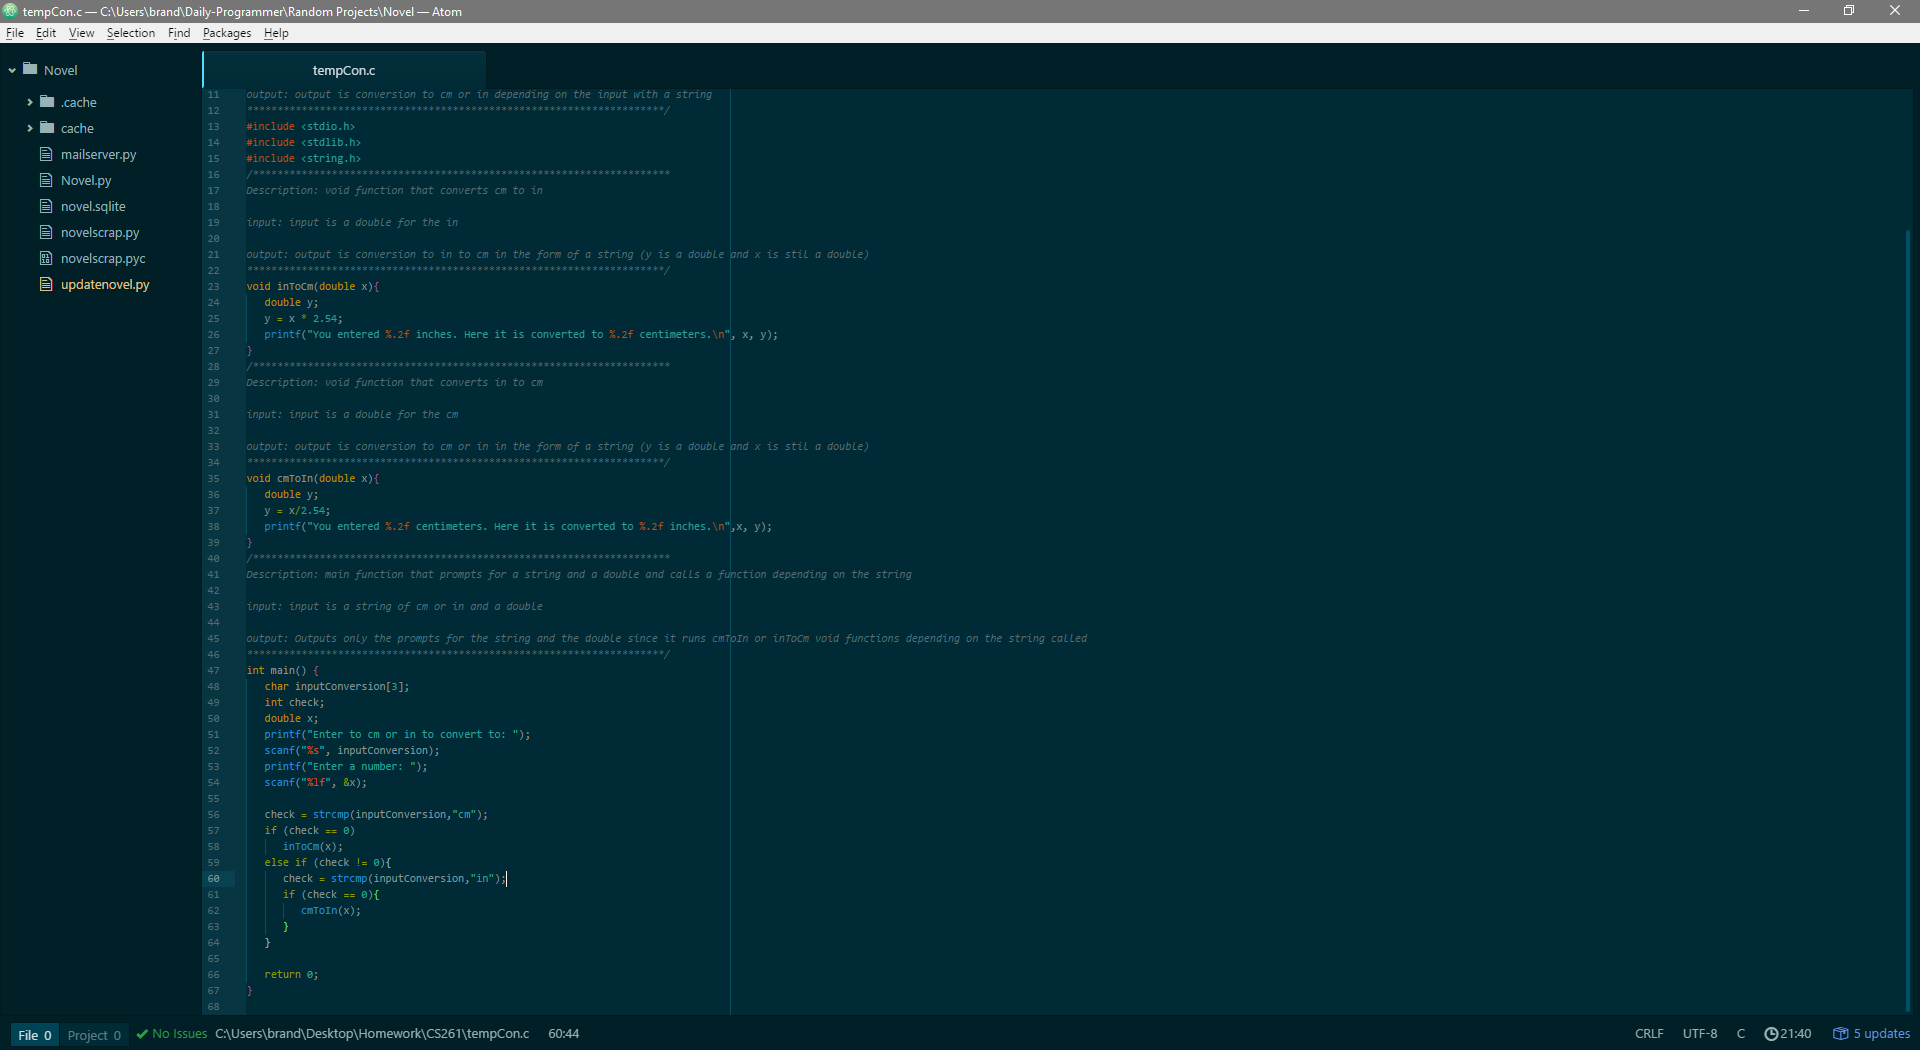 tempCon.c — C:\Users\brand\Daily-Programmer\Random Projects\Novel — Atom
File Edit View Selection Find Packages Help
Novel
.cache
cache
mailserver.py
Novel.py
novel.sqlite
novelscrap.py
novelscrap.pyc
updatenovel.py
tempCon.c
11 output: output is conversion to cm or in depending on the input with a string
12 *********************************************************************/
13 #include <stdio.h>
14 #include <stdlib.h>
15 #include <string.h>
16 /*********************************************************************
17 Description: void function that converts cm to in
18
19 input: input is a double for the in
20
21 output: output is conversion to in to cm in the form of a string (y is a double and x is stil a double)
22 *********************************************************************/
23 void inToCm(double x){
24 double y;
25 y = x * 2.54;
26 printf("You entered %.2f inches. Here it is converted to %.2f centimeters.\n", x, y);
27 }
28 /*********************************************************************
29 Description: void function that converts in to cm
30
31 input: input is a double for the cm
32
33 output: output is conversion to cm or in in the form of a string (y is a double and x is stil a double)
34 *********************************************************************/
35 void cmToIn(double x){
36 double y;
37 y = x/2.54;
38 printf("You entered %.2f centimeters. Here it is converted to %.2f inches.\n",x, y);
39 }
40 /*********************************************************************
41 Description: main function that prompts for a string and a double and calls a function depending on the string
42
43 input: input is a string of cm or in and a double
44
45 output: Outputs only the prompts for the string and the double since it runs cmToIn or inToCm void functions depending on the string called
46 *********************************************************************/
47 int main() {
48 char inputConversion[3];
49 int check;
50 double x;
51 printf("Enter to cm or in to convert to: ");
52 scanf("%s", inputConversion);
53 printf("Enter a number: ");
54 scanf("%lf", &x);
55
56 check = strcmp(inputConversion,"cm");
57 if (check == 0)
58 inToCm(x);
59 else if (check != 0){
60 check = strcmp(inputConversion,"in");
61 if (check == 0){
62 cmToIn(x);
63 }
64 }
65
66 return 0;
67 }
68
File 0 Project 0 No Issues C:\Users\brand\Desktop\Homework\CS261\tempCon.c 60:44 CRLF UTF-8 C 21:40 5 updates